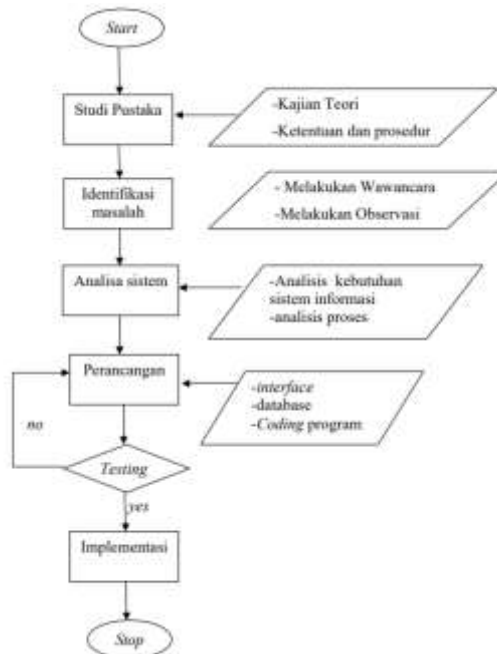 Start
Studi Pustaka
-Kajian Teori
-Ketentuan dan prosedur
Identifikasi
masalah
- Melakukan Wawancara
-Melakukan Observasi
Analisa sistem
-Analisis kebutuhan
sistem informasi
-analisis proses
Perancangan
-interface
-database
-Coding program
no
Testing
yes
Implementasi
Stop